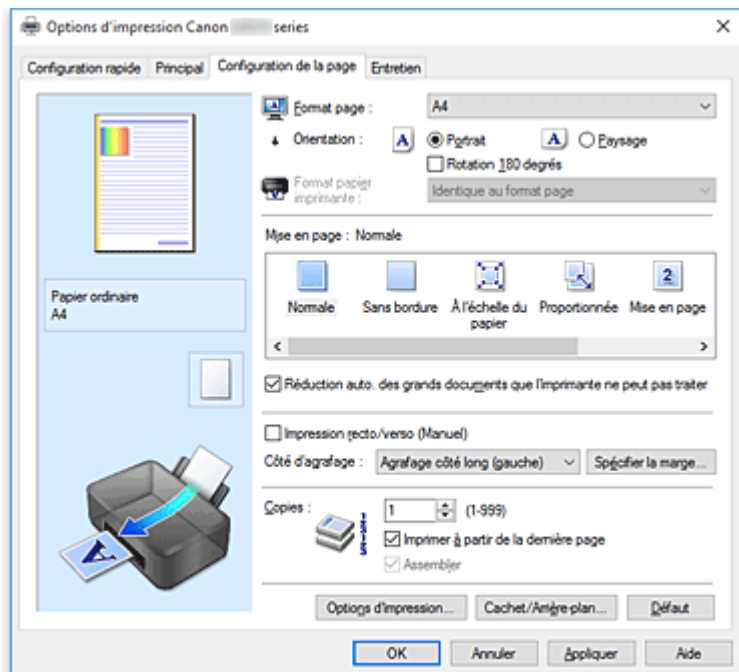 Options d'impression Canon series
Configuration rapide Principal Configuration de la page Entretien
Format page : A4
Orientation : A Portrait A Paysage
Rotation 180 degrés
Format papier imprimante : Identique au format page
Mise en page : Normale
2
Normale Sans bordure À l'échelle du papier Proportionnée Mise en page
Papier ordinaire
A4
Réduction auto. des grands documents que l'imprimante ne peut pas traiter
Impression recto/verso (Manuel)
Côté d'agrafage : Agrafage côté long (gauche) Spécifier la marge...
Copies : 1 (1-999)
Imprimer à partir de la dernière page
Assembler
A
Options d'impression... Cachet/Arrière-plan... Défaut
OK Annuler Appliquer Aide